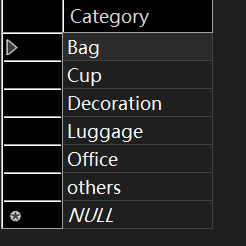 Category
Bag
Cup
Decoration
Luggage
Office
others
NULL